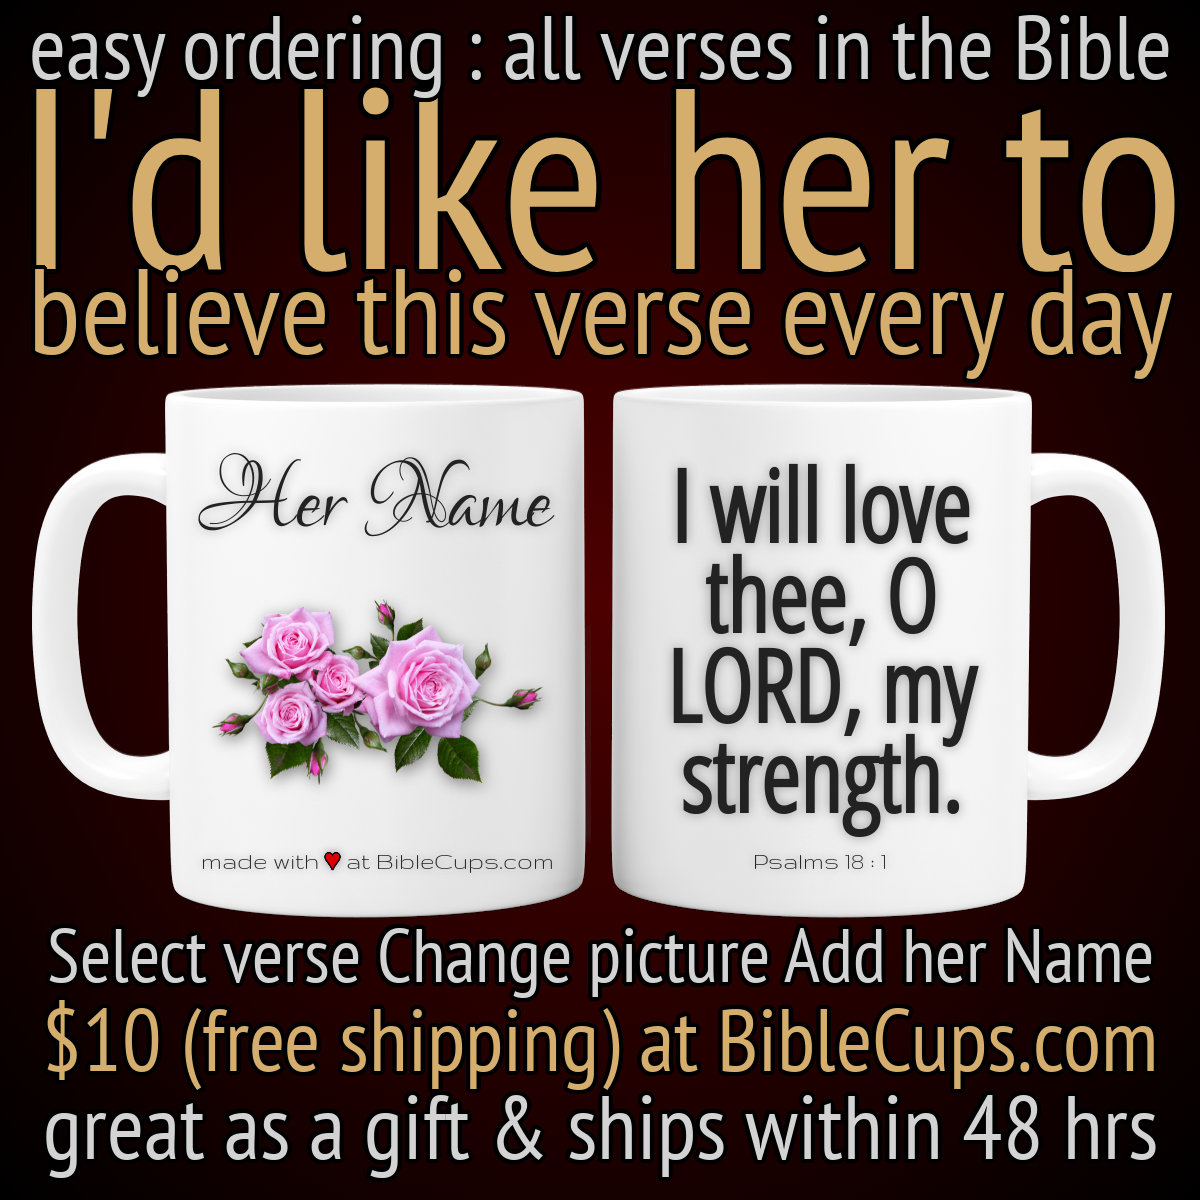 easy ordering : all verses in the Bible
I'd like her to
believe this verse every day
Her Name
made with ❤ at BibleCups.com
I will love
thee, O
LORD, my
strength.
Psalms 18 : 1
Select verse Change picture Add her Name
$10 (free shipping) at BibleCups.com
great as a gift & ships within 48 hrs